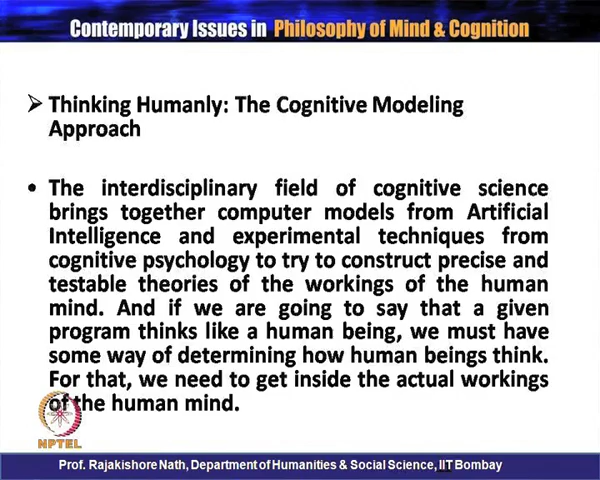 Contemporary Issues in Philosophy of Mind & Cognition
➢ Thinking Humanly: The Cognitive Modeling
Approach
• The interdisciplinary field of cognitive science
brings together computer models from Artificial
Intelligence and experimental techniques from
cognitive psychology to try to construct precise and
testable theories of the workings of the human
mind. And if we are going to say that a given
program thinks like a human being, we must have
some way of determining how human beings think.
For that, we need to get inside the actual workings
of the human mind.
NPTEL
Prof. Rajakishore Nath, Department of Humanities & Social Science, IIT Bombay